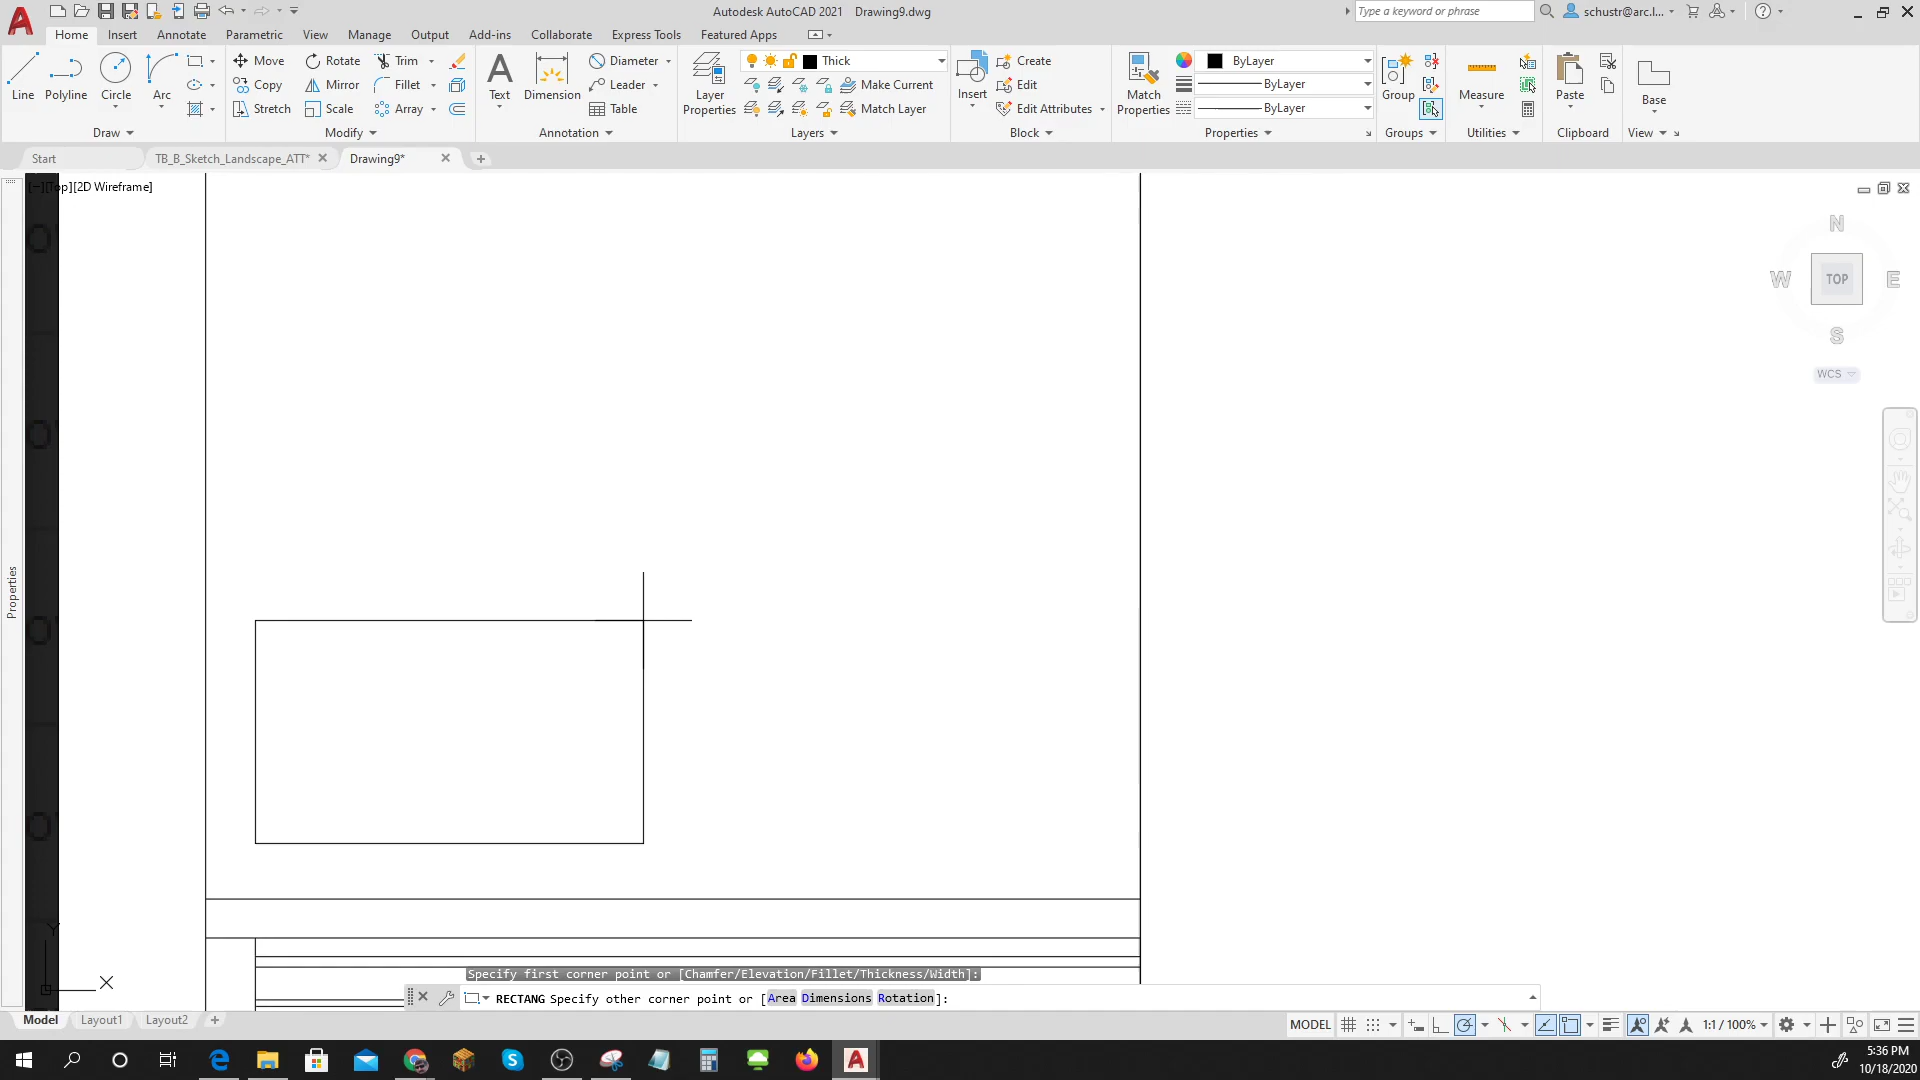 Autodesk AutoCAD 2021 Drawing9.dwg
Type a keyword or phrase
schustr@arc.l...
Home Insert Annotate Parametric View Manage Output Add-ins Collaborate Express Tools Featured Apps
Line
Polyline
Circle
Arc
Draw
Move Rotate Trim
Copy Mirror Fillet
Stretch Scale Array
Modify
Text
Dimension
Diameter
Leader
Table
Annotation
Layer
Properties
Thick
Make Current
Match Layer
Layers
Insert
Create
Edit
Edit Attributes
Block
Match
Properties
ByLayer
ByLayer
ByLayer
Properties
Group
Groups
Measure
Utilities
Paste
Clipboard
Base
View
Start TB_B_Sketch_Landscape_ATT* Drawing9*
[−][Top][2D Wireframe]
N
W TOP E
S
WCS
Properties
Y
X
Specify first corner point or [Chamfer/Elevation/Fillet/Thickness/Width]:
RECTANG Specify other corner point or [Area Dimensions Rotation]:
Model Layout1 Layout2
MODEL
1:1 / 100%
5:36 PM
10/18/2020